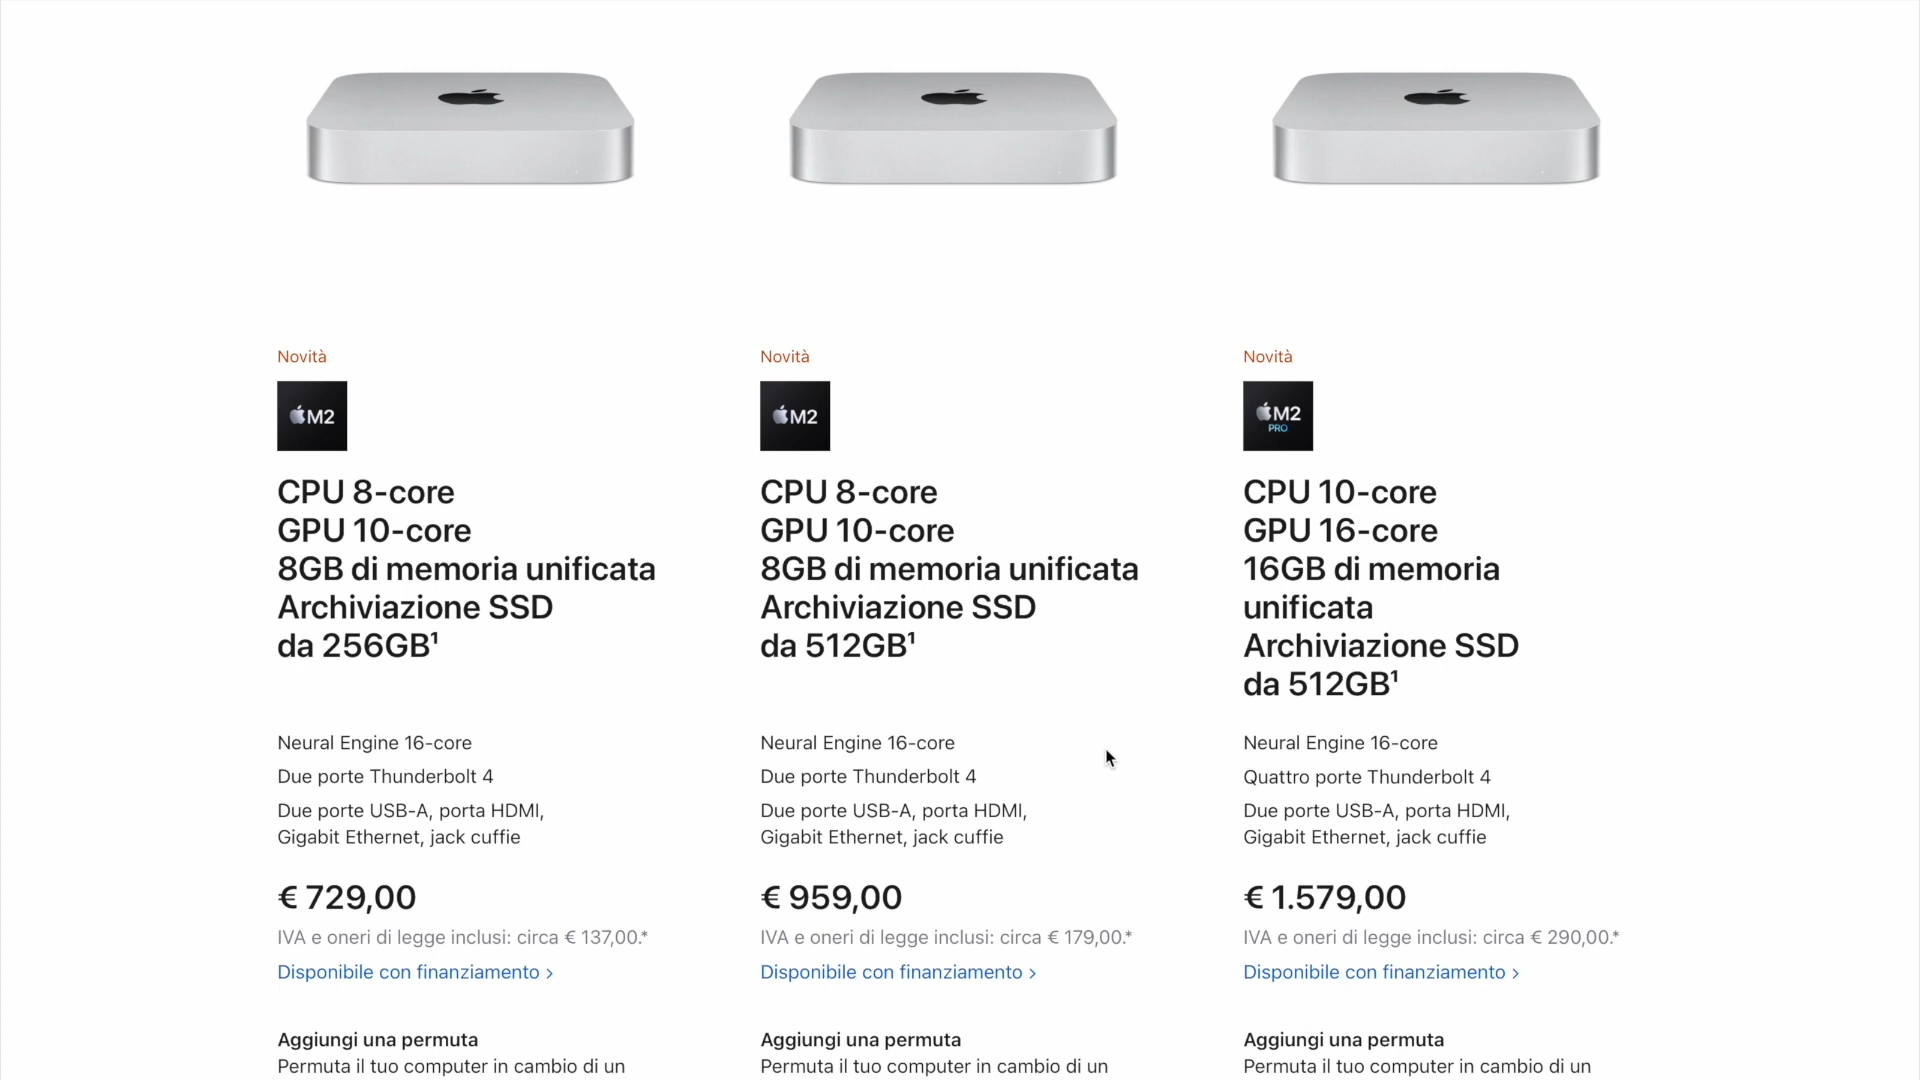 Novità
M2
CPU 8-core
GPU 10-core
8GB di memoria unificata
Archiviazione SSD
da 256GB¹
Neural Engine 16-core
Due porte Thunderbolt 4
Due porte USB-A, porta HDMI,
Gigabit Ethernet, jack cuffie
€ 729,00
IVA e oneri di legge inclusi: circa € 137,00.*
Disponibile con finanziamento >
Aggiungi una permuta
Permuta il tuo computer in cambio di un
Novità
M2
CPU 8-core
GPU 10-core
8GB di memoria unificata
Archiviazione SSD
da 512GB¹
Neural Engine 16-core
Due porte Thunderbolt 4
Due porte USB-A, porta HDMI,
Gigabit Ethernet, jack cuffie
€ 959,00
IVA e oneri di legge inclusi: circa € 179,00.*
Disponibile con finanziamento >
Aggiungi una permuta
Permuta il tuo computer in cambio di un
Novità
M2
PRO
CPU 10-core
GPU 16-core
16GB di memoria
unificata
Archiviazione SSD
da 512GB¹
Neural Engine 16-core
Quattro porte Thunderbolt 4
Due porte USB-A, porta HDMI,
Gigabit Ethernet, jack cuffie
€ 1.579,00
IVA e oneri di legge inclusi: circa € 290,00.*
Disponibile con finanziamento >
Aggiungi una permuta
Permuta il tuo computer in cambio di un